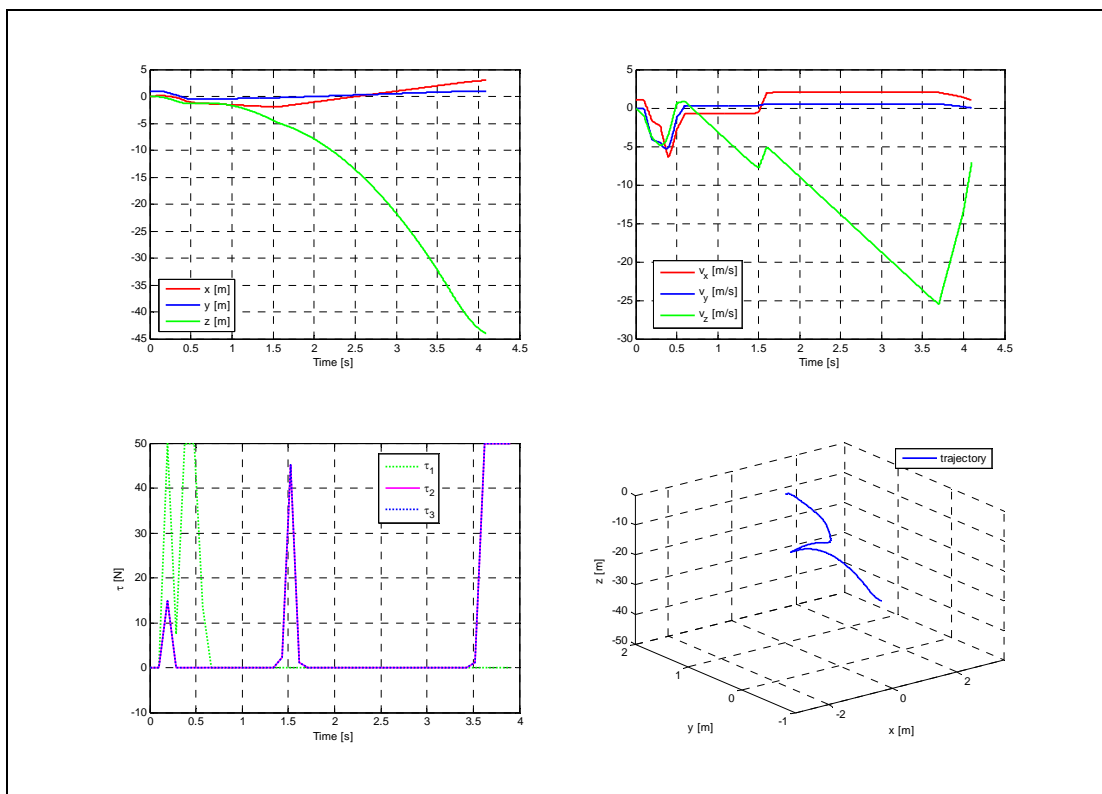 5
0
-5
-10
-15
-20
-25
-30
-35
-40
-45
0 0.5 1 1.5 2 2.5 3 3.5 4 4.5
Time [s]
x [m]
y [m]
z [m]
5
0
-5
-10
-15
-20
-25
-30
0 0.5 1 1.5 2 2.5 3 3.5 4 4.5
Time [s]
v_x [m/s]
v_y [m/s]
v_z [m/s]
50
40
30
20
10
0
-10
τ [N]
0 0.5 1 1.5 2 2.5 3 3.5 4
Time [s]
τ_1
τ_2
τ_3
trajectory
0
-10
-20
-30
-40
-50
z [m]
2
1
0
-1
y [m]
-2
0
2
x [m]